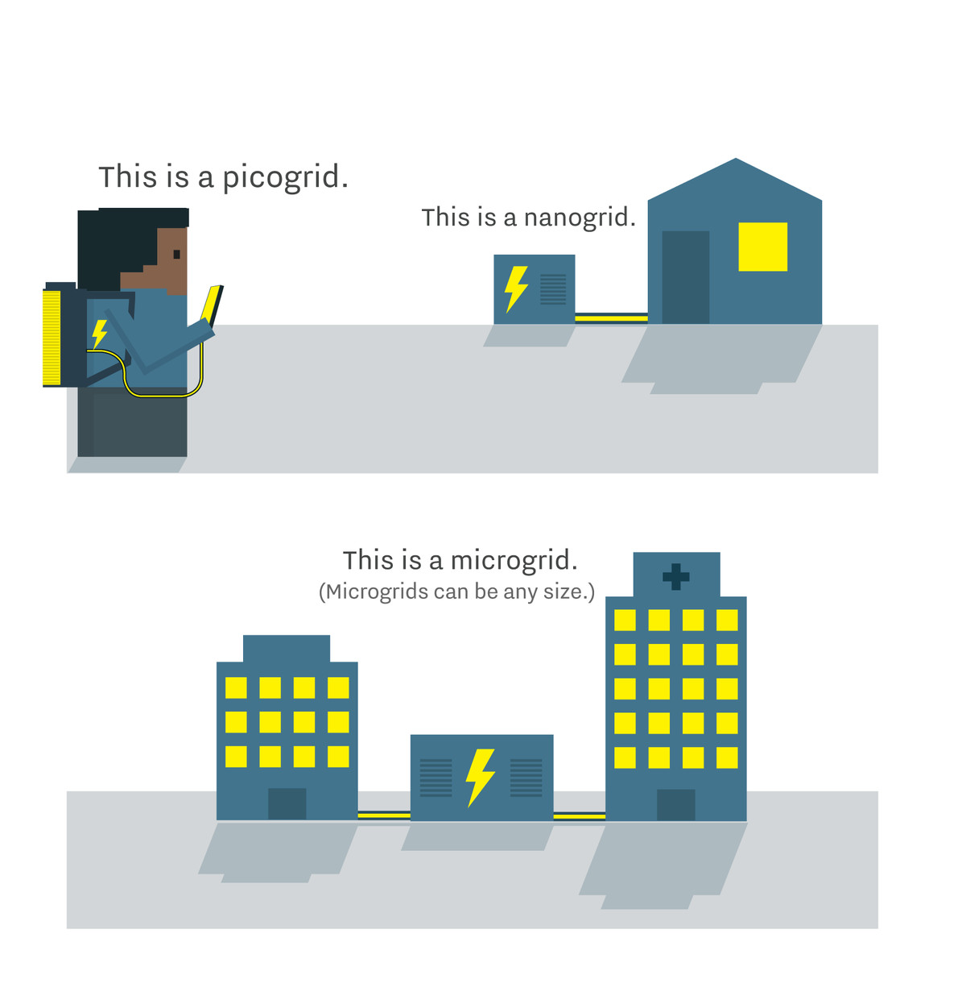 This is a picogrid.
This is a nanogrid.
This is a microgrid.
(Microgrids can be any size.)